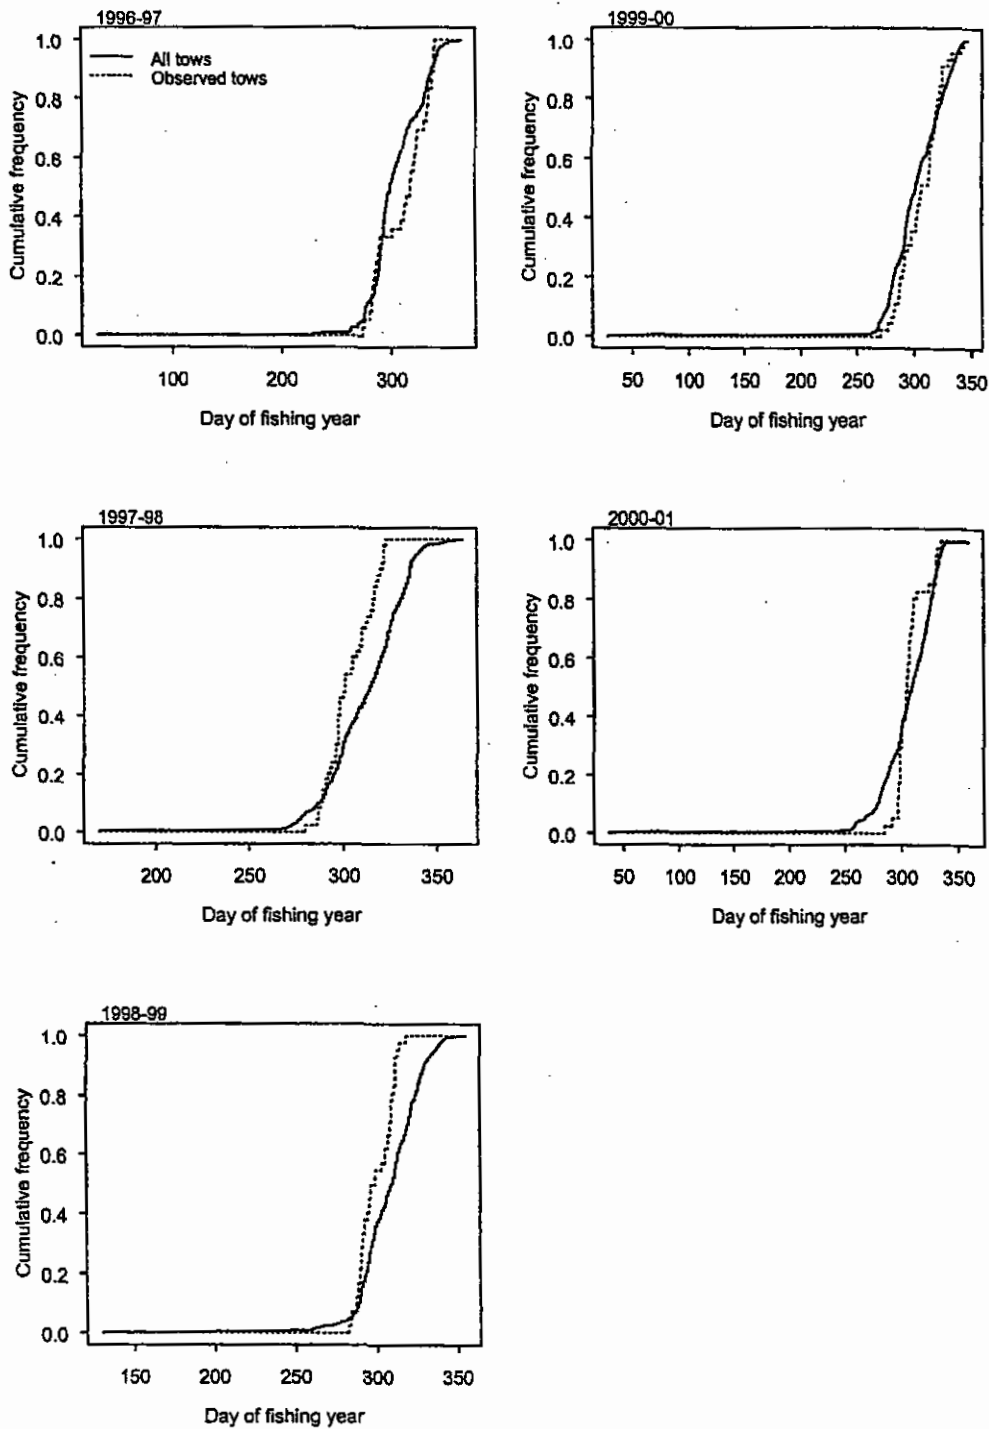 1996-97
All tows
Observed tows
Cumulative frequency
1.0
0.8
0.6
0.4
0.2
0.0
100 200 300
Day of fishing year
1999-00
Cumulative frequency
1.0
0.8
0.6
0.4
0.2
0.0
50 100 150 200 250 300 350
Day of fishing year
1997-98
Cumulative frequency
1.0
0.8
0.6
0.4
0.2
0.0
200 250 300 350
Day of fishing year
2000-01
Cumulative frequency
1.0
0.8
0.6
0.4
0.2
0.0
50 100 150 200 250 300 350
Day of fishing year
1998-99
Cumulative frequency
1.0
0.8
0.6
0.4
0.2
0.0
150 200 250 300 350
Day of fishing year